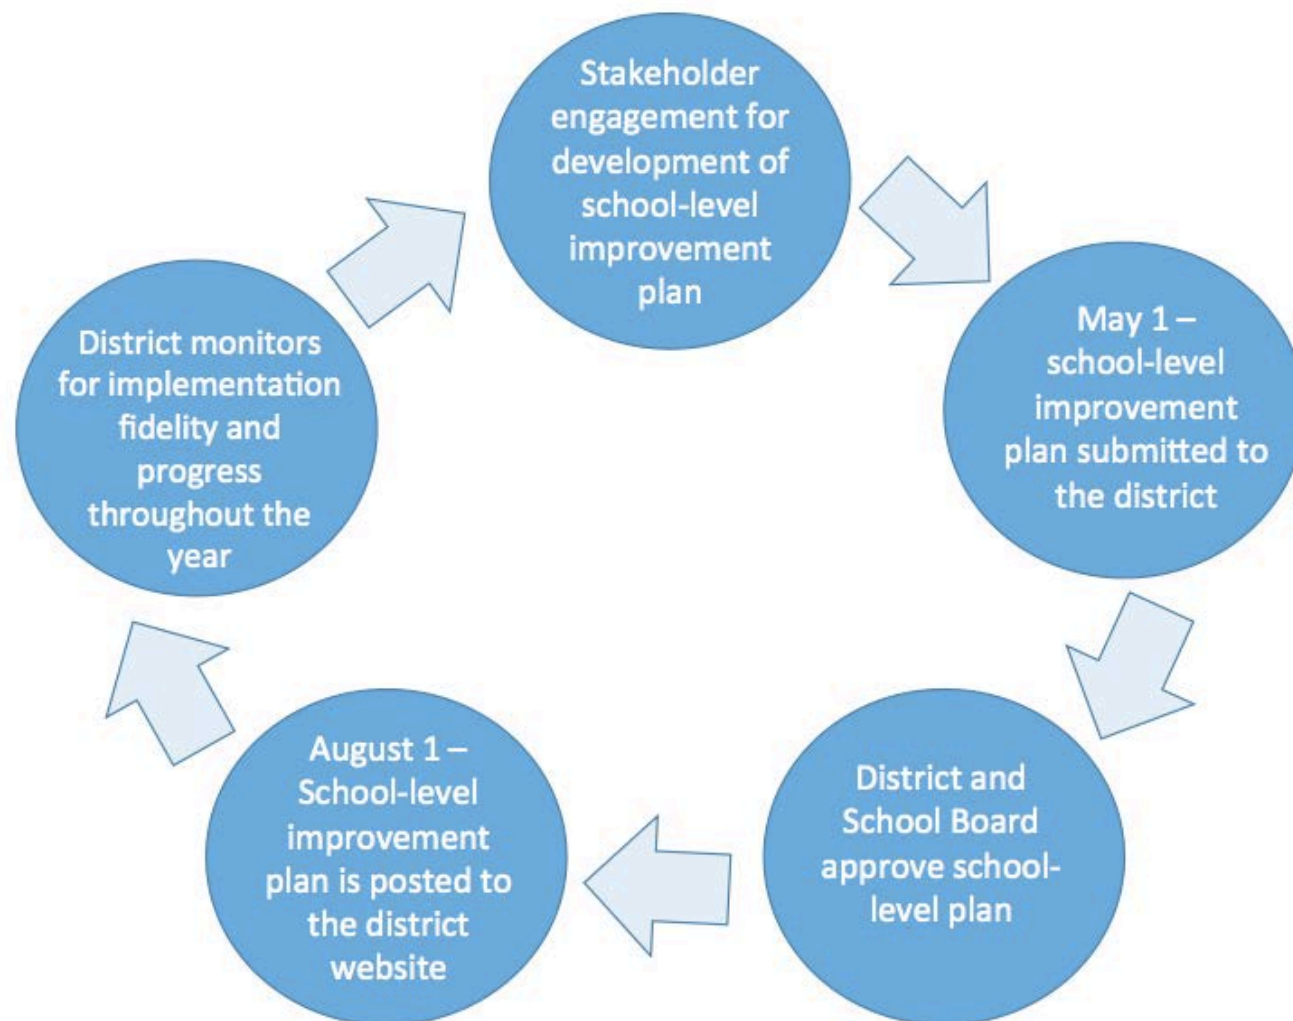 Stakeholder
engagement for
development of
school-level
improvement
plan
May 1 –
school-level
improvement
plan submitted to
the district
District and
School Board
approve school-
level plan
August 1 –
School-level
improvement
plan is posted to
the district
website
District monitors
for implementation
fidelity and
progress
throughout the
year